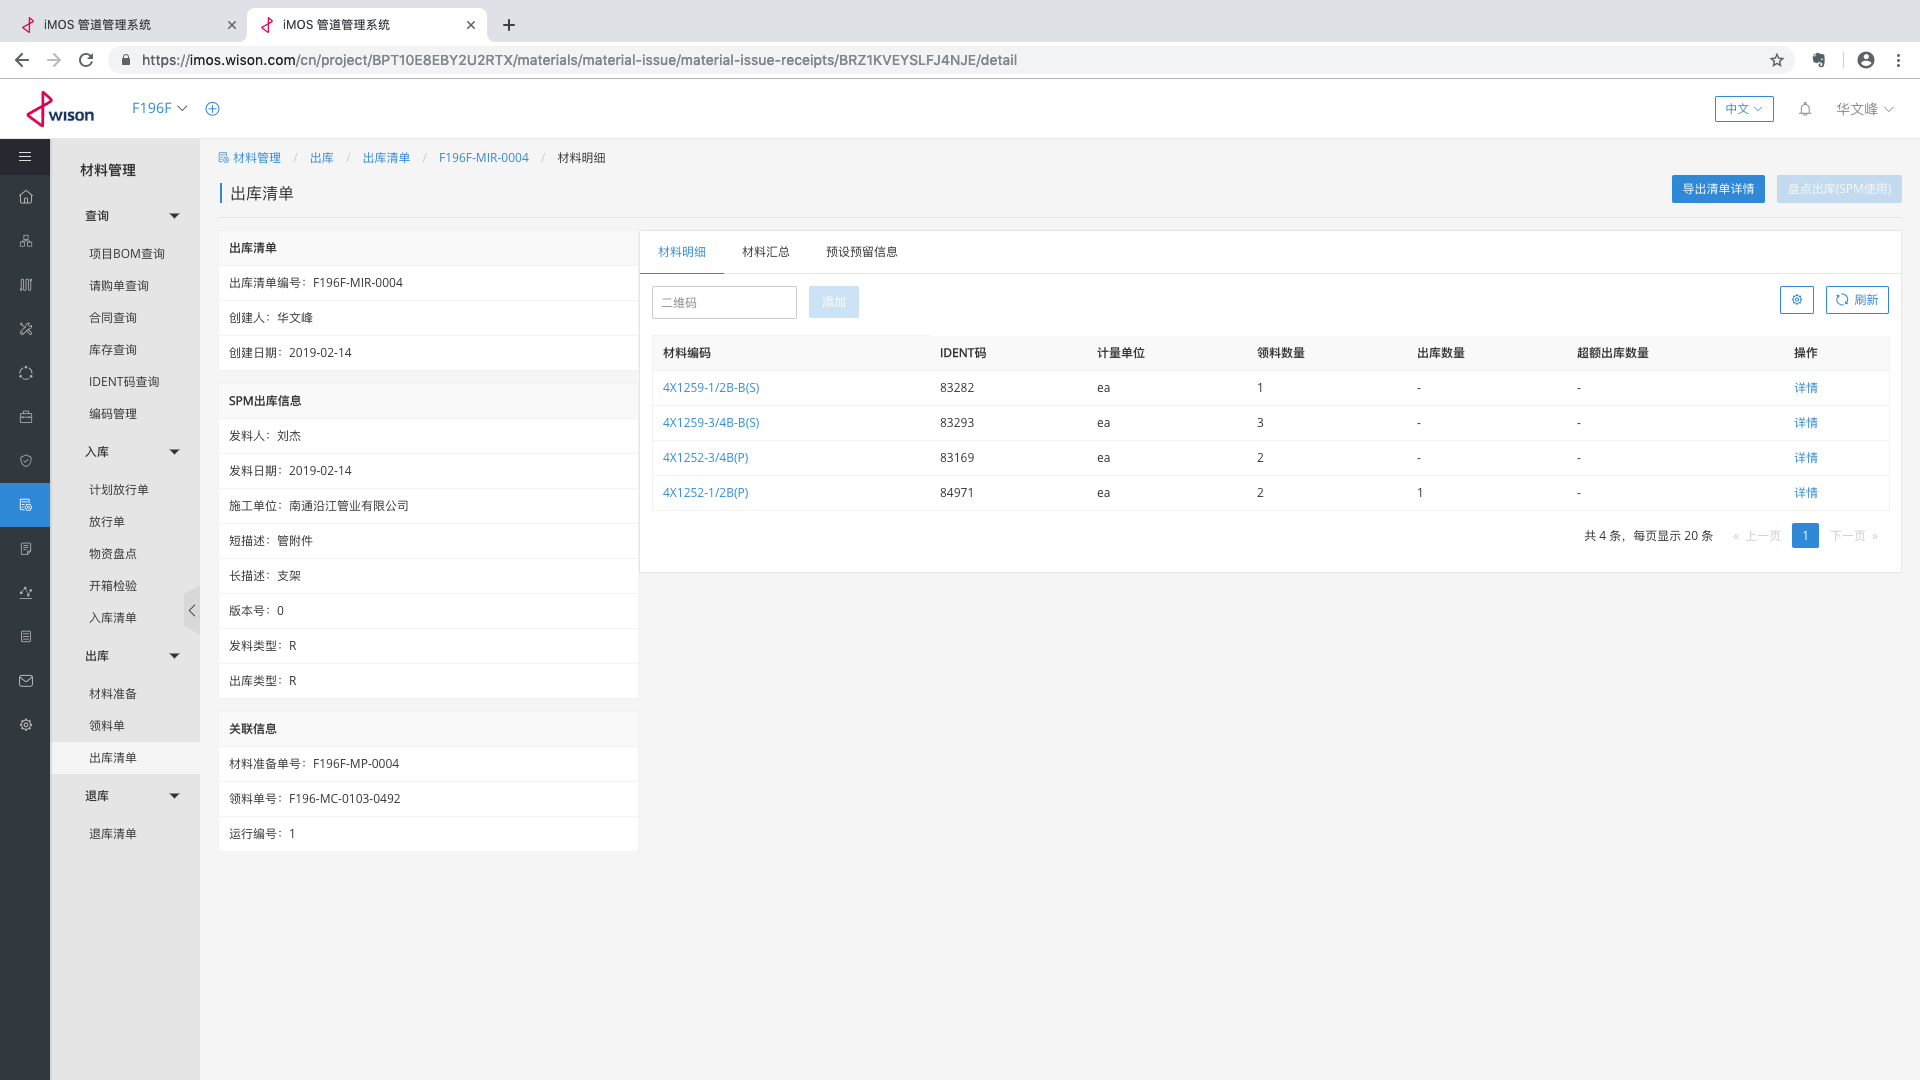 iMOS 管道管理系统
iMOS 管道管理系统
https://imos.wison.com/cn/project/BPT10E8EBY2U2RTX/materials/material-issue/material-issue-receipts/BRZ1KVEYSLFJ4NJE/detail
wison
F196F
中文
华文峰
材料管理
查询
项目BOM查询
请购单查询
合同查询
库存查询
IDENT码查询
编码管理
入库
计划放行单
放行单
物资盘点
开箱检验
入库清单
出库
材料准备
领料单
出库清单
退库
退库清单
材料管理 / 出库 / 出库清单 / F196F-MIR-0004 / 材料明细
出库清单
导出清单详情
盘点出库(SPM使用)
出库清单
出库清单编号：F196F-MIR-0004
创建人：华文峰
创建日期：2019-02-14
SPM出库信息
发料人：刘杰
发料日期：2019-02-14
施工单位：南通沿江管业有限公司
短描述：管附件
长描述：支架
版本号：0
发料类型：R
出库类型：R
关联信息
材料准备单号：F196F-MP-0004
领料单号：F196-MC-0103-0492
运行编号：1
材料明细 材料汇总 预设预留信息
二维码 添加
刷新
材料编码 IDENT码 计量单位 领料数量 出库数量 超额出库数量 操作
4X1259-1/2B-B(S) 83282 ea 1 - - 详情
4X1259-3/4B-B(S) 83293 ea 3 - - 详情
4X1252-3/4B(P) 83169 ea 2 - - 详情
4X1252-1/2B(P) 84971 ea 2 1 - 详情
共 4 条，每页显示 20 条 « 上一页 1 下一页 »